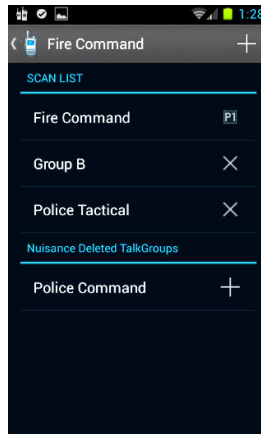 1:28
Fire Command
SCAN LIST
Fire Command P1
Group B
Police Tactical
Nuisance Deleted TalkGroups
Police Command